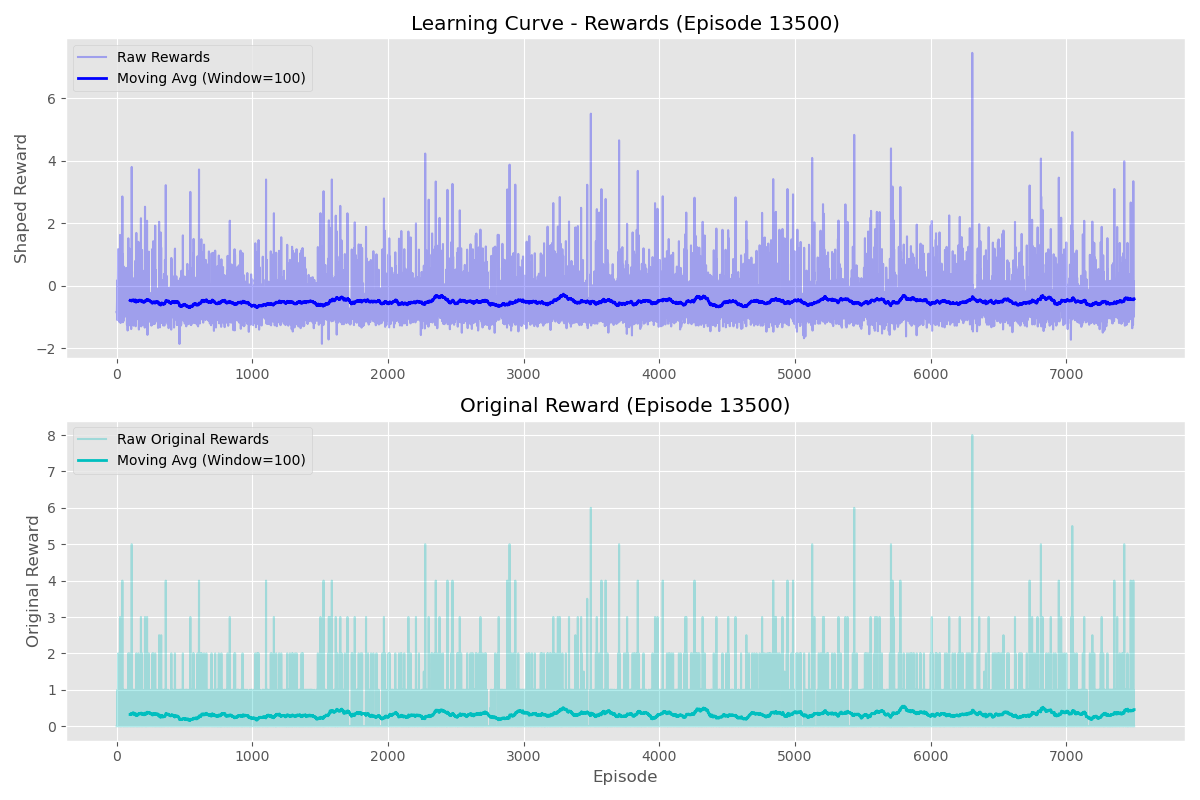 Learning Curve - Rewards (Episode 13500)
Raw Rewards
Moving Avg (Window=100)
Shaped Reward
6
4
2
0
−2
0 1000 2000 3000 4000 5000 6000 7000
Original Reward (Episode 13500)
Raw Original Rewards
Moving Avg (Window=100)
Original Reward
8
7
6
5
4
3
2
1
0
0 1000 2000 3000 4000 5000 6000 7000
Episode